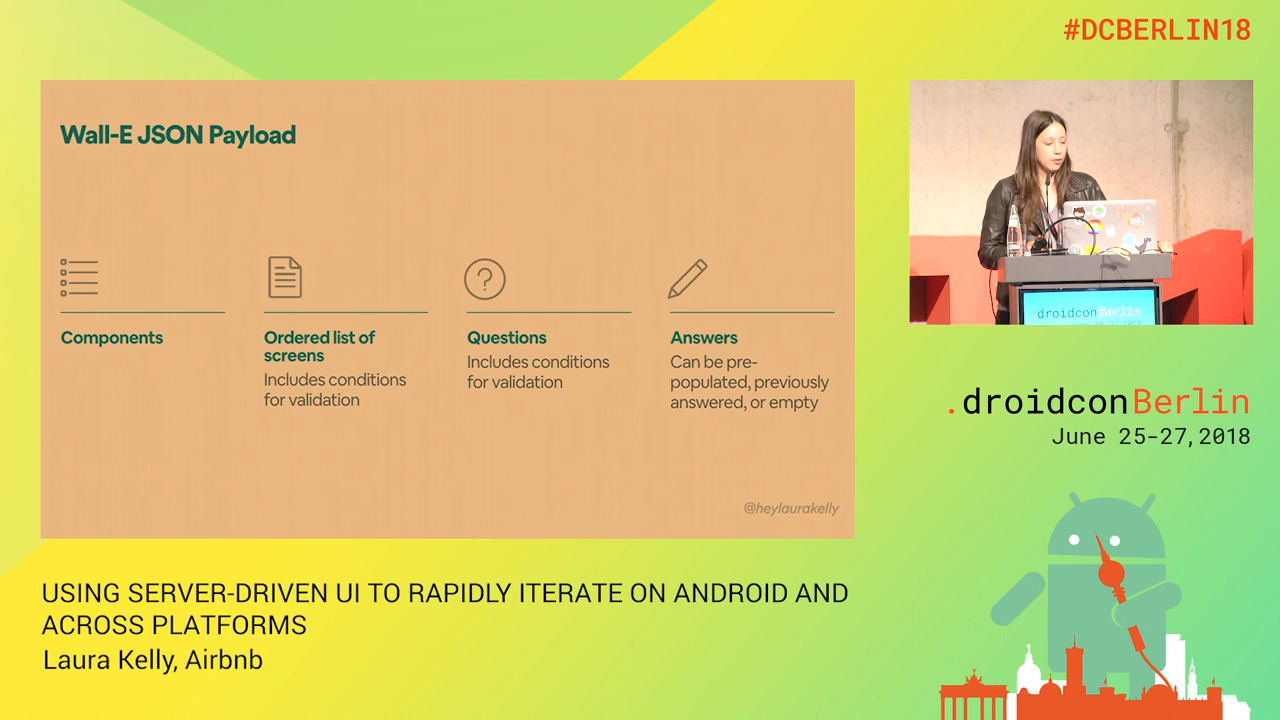 #DCBERLIN18
Wall-E JSON Payload
Components
Ordered list of
screens
Includes conditions
for validation
Questions
Includes conditions
for validation
Answers
Can be pre-
populated, previously
answered, or empty
@heylaurakelly
droidcon Berlin
.droidconBerlin
June 25-27, 2018
USING SERVER-DRIVEN UI TO RAPIDLY ITERATE ON ANDROID AND
ACROSS PLATFORMS
Laura Kelly, Airbnb